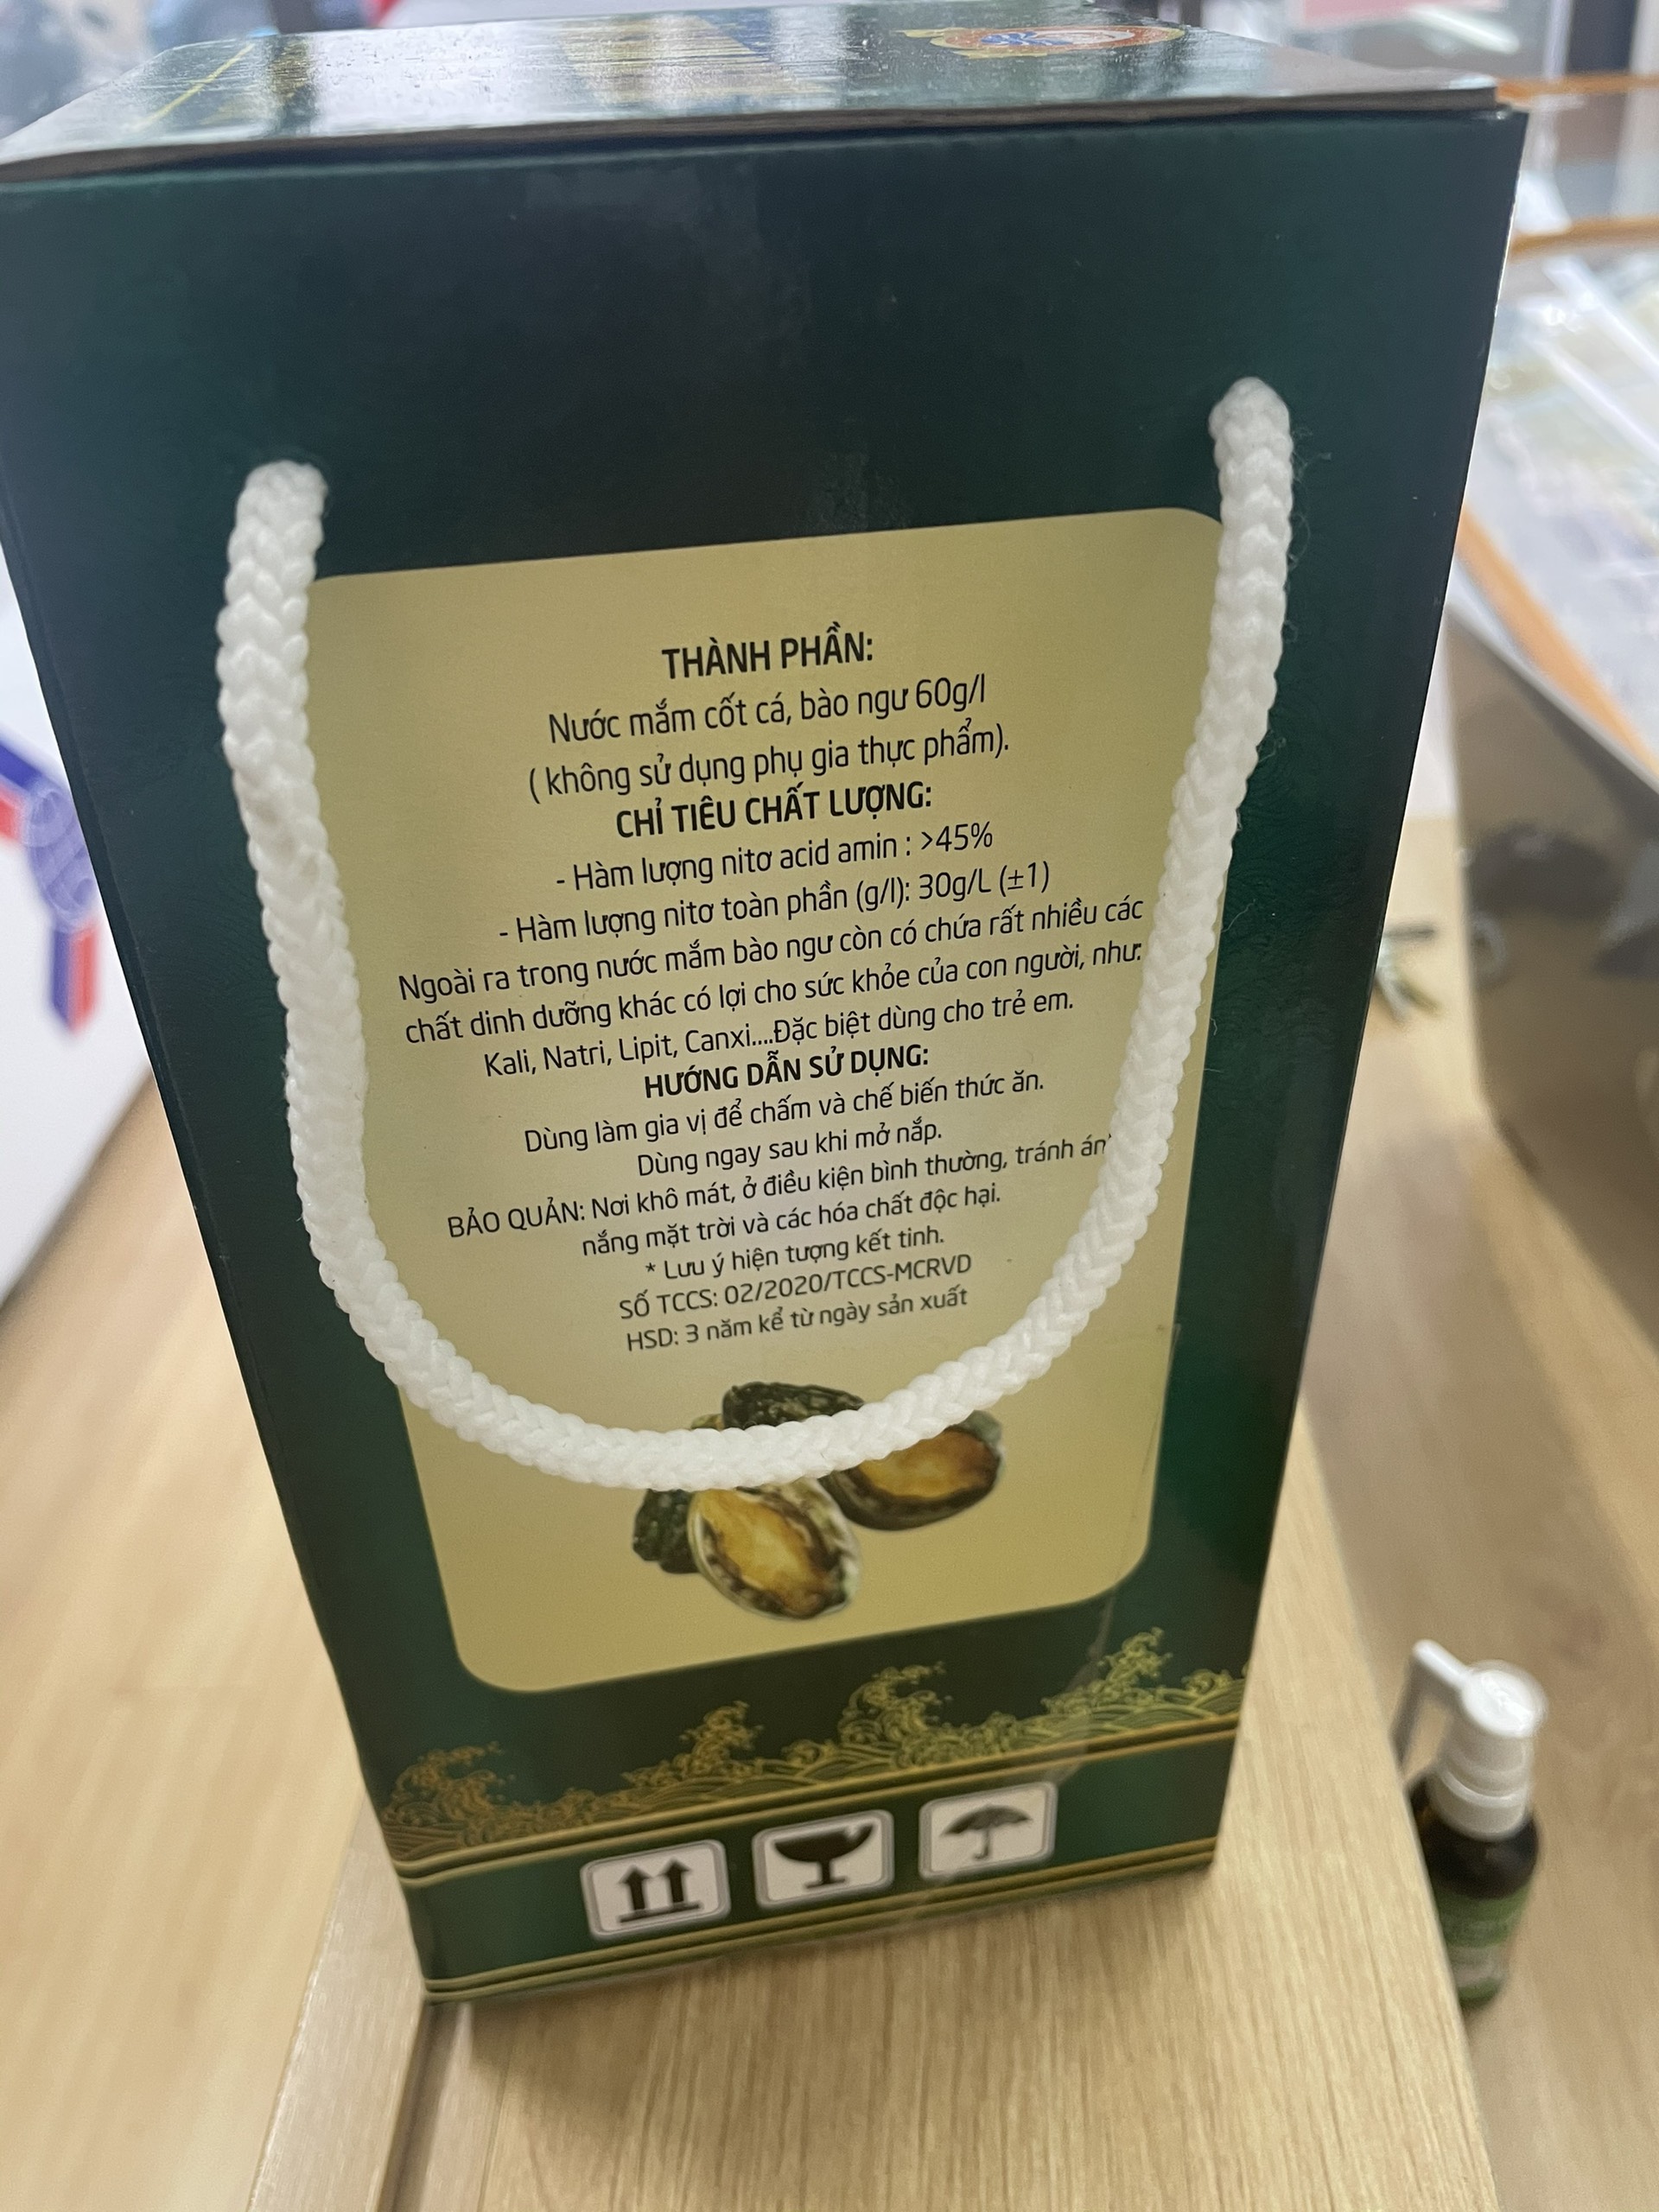 THÀNH PHẦN:
Nước mắm cốt cá, bào ngư 60g/l
( không sử dụng phụ gia thực phẩm).
CHỈ TIÊU CHẤT LƯỢNG:
- Hàm lượng nitơ acid amin : >45%
- Hàm lượng nitơ toàn phần (g/l): 30g/L (±1)
Ngoài ra trong nước mắm bào ngư còn có chứa rất nhiều các
chất dinh dưỡng khác có lợi cho sức khỏe của con người, như:
Kali, Natri, Lipit, Canxi....Đặc biệt dùng cho trẻ em.
HƯỚNG DẪN SỬ DỤNG:
Dùng làm gia vị để chấm và chế biến thức ăn.
Dùng ngay sau khi mở nắp.
BẢO QUẢN: Nơi khô mát, ở điều kiện bình thường, tránh
nắng mặt trời và các hóa chất độc hại.
* Lưu ý hiện tượng kết tinh.
SỐ TCCS: 02/2020/TCCS-MCRVD
HSD: 3 năm kể từ ngày sản xuất